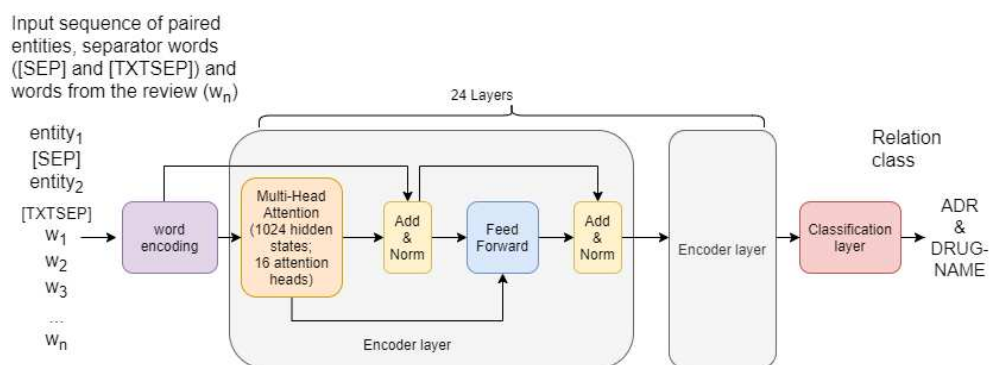 Input sequence of paired
entities, separator words
([SEP] and [TXTSEP]) and
words from the review (wn)
24 Layers
entity1
[SEP]
entity2
[TXTSEP]
w1
w2
w3
...
wn
word
encoding
Multi-Head
Attention
(1024 hidden
states;
16 attention
heads)
Add
&
Norm
Feed
Forward
Add
&
Norm
Encoder layer
Encoder layer
Classification
layer
Relation
class
ADR
&
DRUG-
NAME